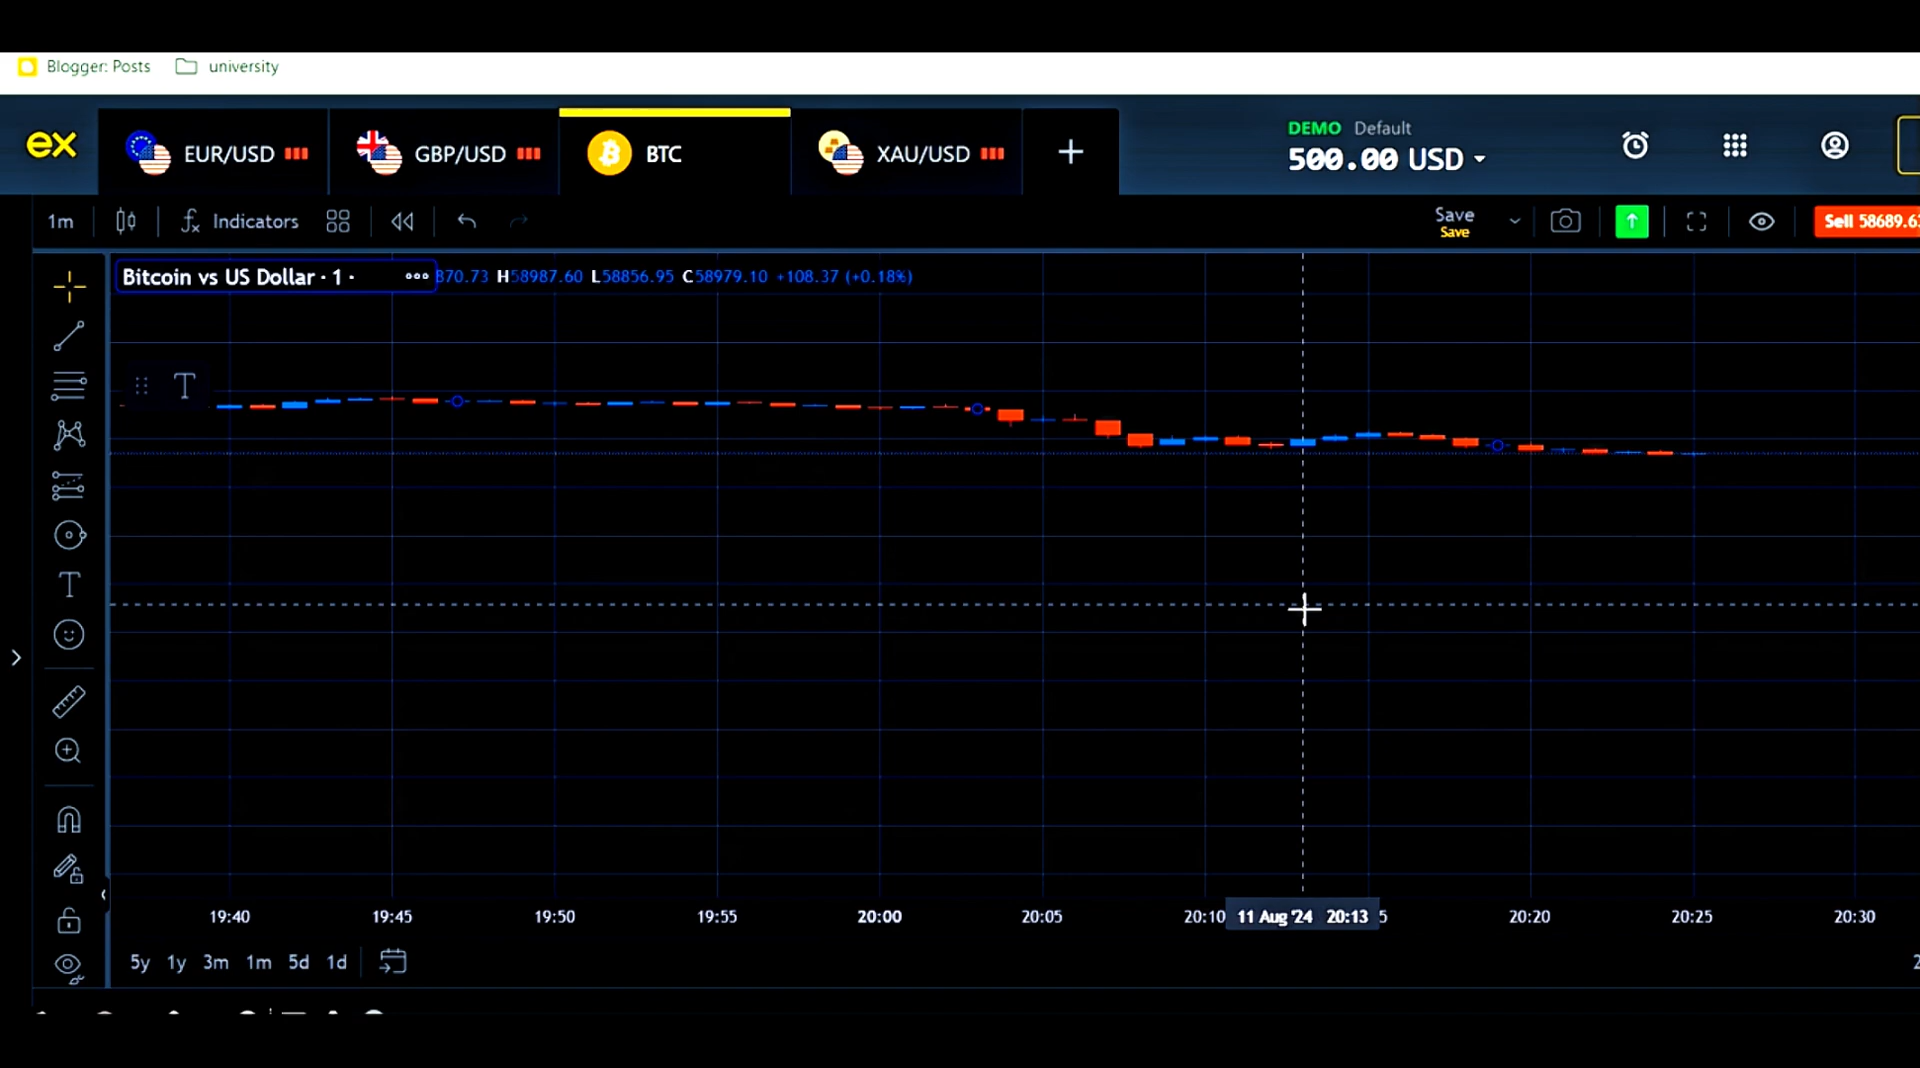 Blogger: Posts university
ex EUR/USD GBP/USD BTC XAU/USD +
DEMO Default
500.00 USD
1m Indicators Save
Save
Sell 58689.63
Bitcoin vs US Dollar · 1 · 870.73 H58987.60 L58856.95 C58979.10 +108.37 (+0.18%)
T
T
19:40 19:45 19:50 19:55 20:00 20:05 20:10 11 Aug '24 20:13 5 20:20 20:25 20:30
5y 1y 3m 1m 5d 1d